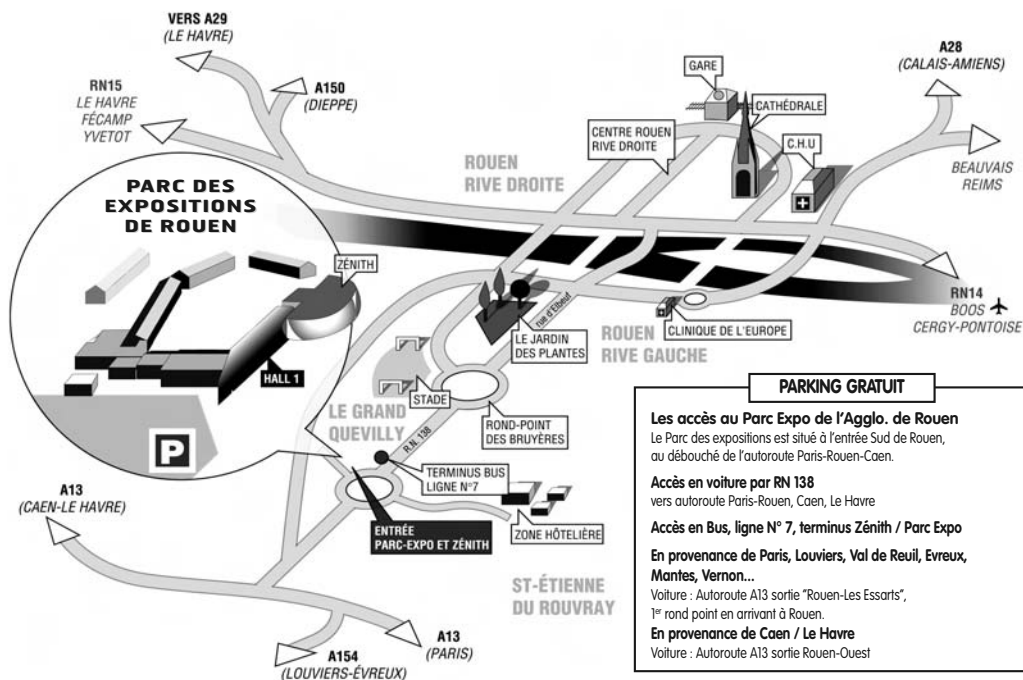 VERS A29
(LE HAVRE)
A150
(DIEPPE)
RN15
LE HAVRE
FÉCAMP
YVETOT
A28
(CALAIS-AMIENS)
GARE
CATHÉDRALE
CENTRE ROUEN
RIVE DROITE
C.H.U
BEAUVAIS
REIMS
ROUEN
RIVE DROITE
PARC DES
EXPOSITIONS
DE ROUEN
ZÉNITH
HALL 1
P
RN14
BOOS
CERGY-PONTOISE
rue d'Elbeuf
CLINIQUE DE L'EUROPE
ROUEN
RIVE GAUCHE
LE JARDIN
DES PLANTES
STADE
LE GRAND
QUEVILLY
ROND-POINT
DES BRUYÈRES
R.N. 138
TERMINUS BUS
LIGNE N°7
ENTRÉE
PARC-EXPO ET ZÉNITH
ZONE HÔTELIÈRE
A13
(CAEN-LE HAVRE)
ST-ÉTIENNE
DU ROUVRAY
A13
(PARIS)
A154
(LOUVIERS-ÉVREUX)
PARKING GRATUIT
Les accès au Parc Expo de l'Agglo. de Rouen
Le Parc des expositions est situé à l'entrée Sud de Rouen,
au débouché de l'autoroute Paris-Rouen-Caen.
Accès en voiture par RN 138
vers autoroute Paris-Rouen, Caen, Le Havre
Accès en Bus, ligne N° 7, terminus Zénith / Parc Expo
En provenance de Paris, Louviers, Val de Reuil, Evreux,
Mantes, Vernon...
Voiture : Autoroute A13 sortie "Rouen-Les Essarts",
1er rond point en arrivant à Rouen.
En provenance de Caen / Le Havre
Voiture : Autoroute A13 sortie Rouen-Ouest